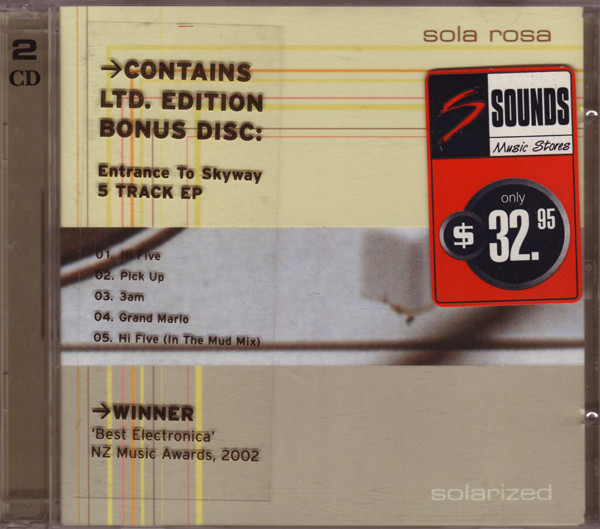 2
CD
sola rosa
→CONTAINS
LTD. EDITION
BONUS DISC:
Entrance To Skyway
5 TRACK EP
S SOUNDS
Music Stores
only
$ 32.95
01. Hi Five
02. Pick Up
03. 3am
04. Grand Mario
05. Hi Five (In The Mud Mix)
→WINNER
'Best Electronica'
NZ Music Awards, 2002
solarized